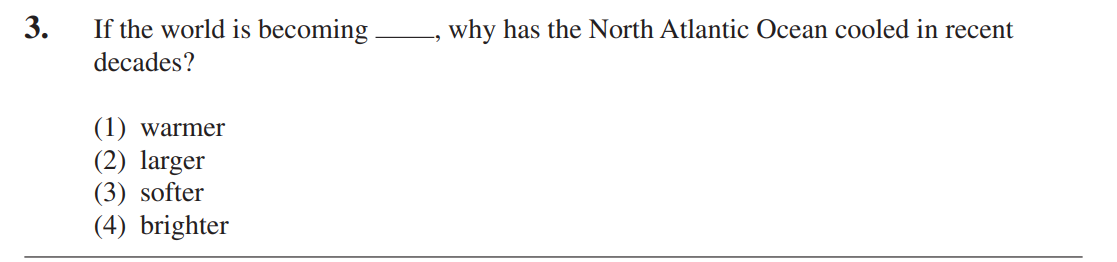 3. If the world is becoming ____, why has the North Atlantic Ocean cooled in recent
decades?
(1) warmer
(2) larger
(3) softer
(4) brighter